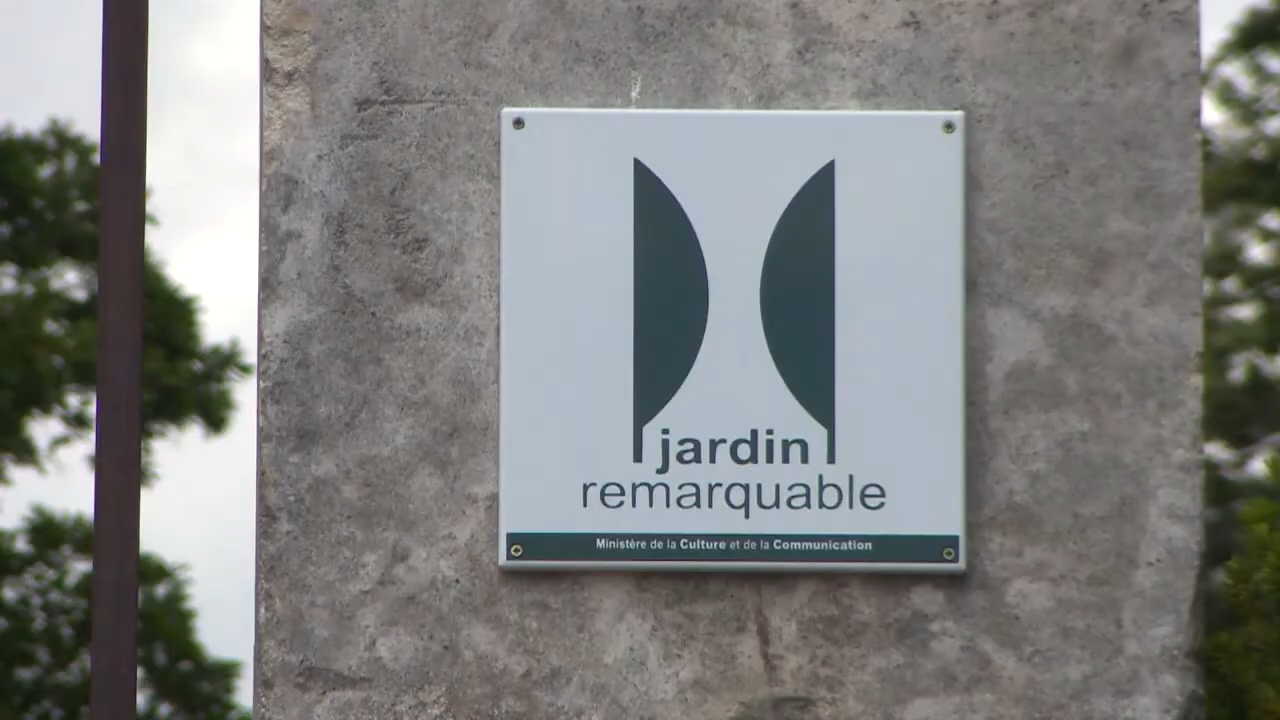 jardin
remarquable
Ministère de la Culture et de la Communication